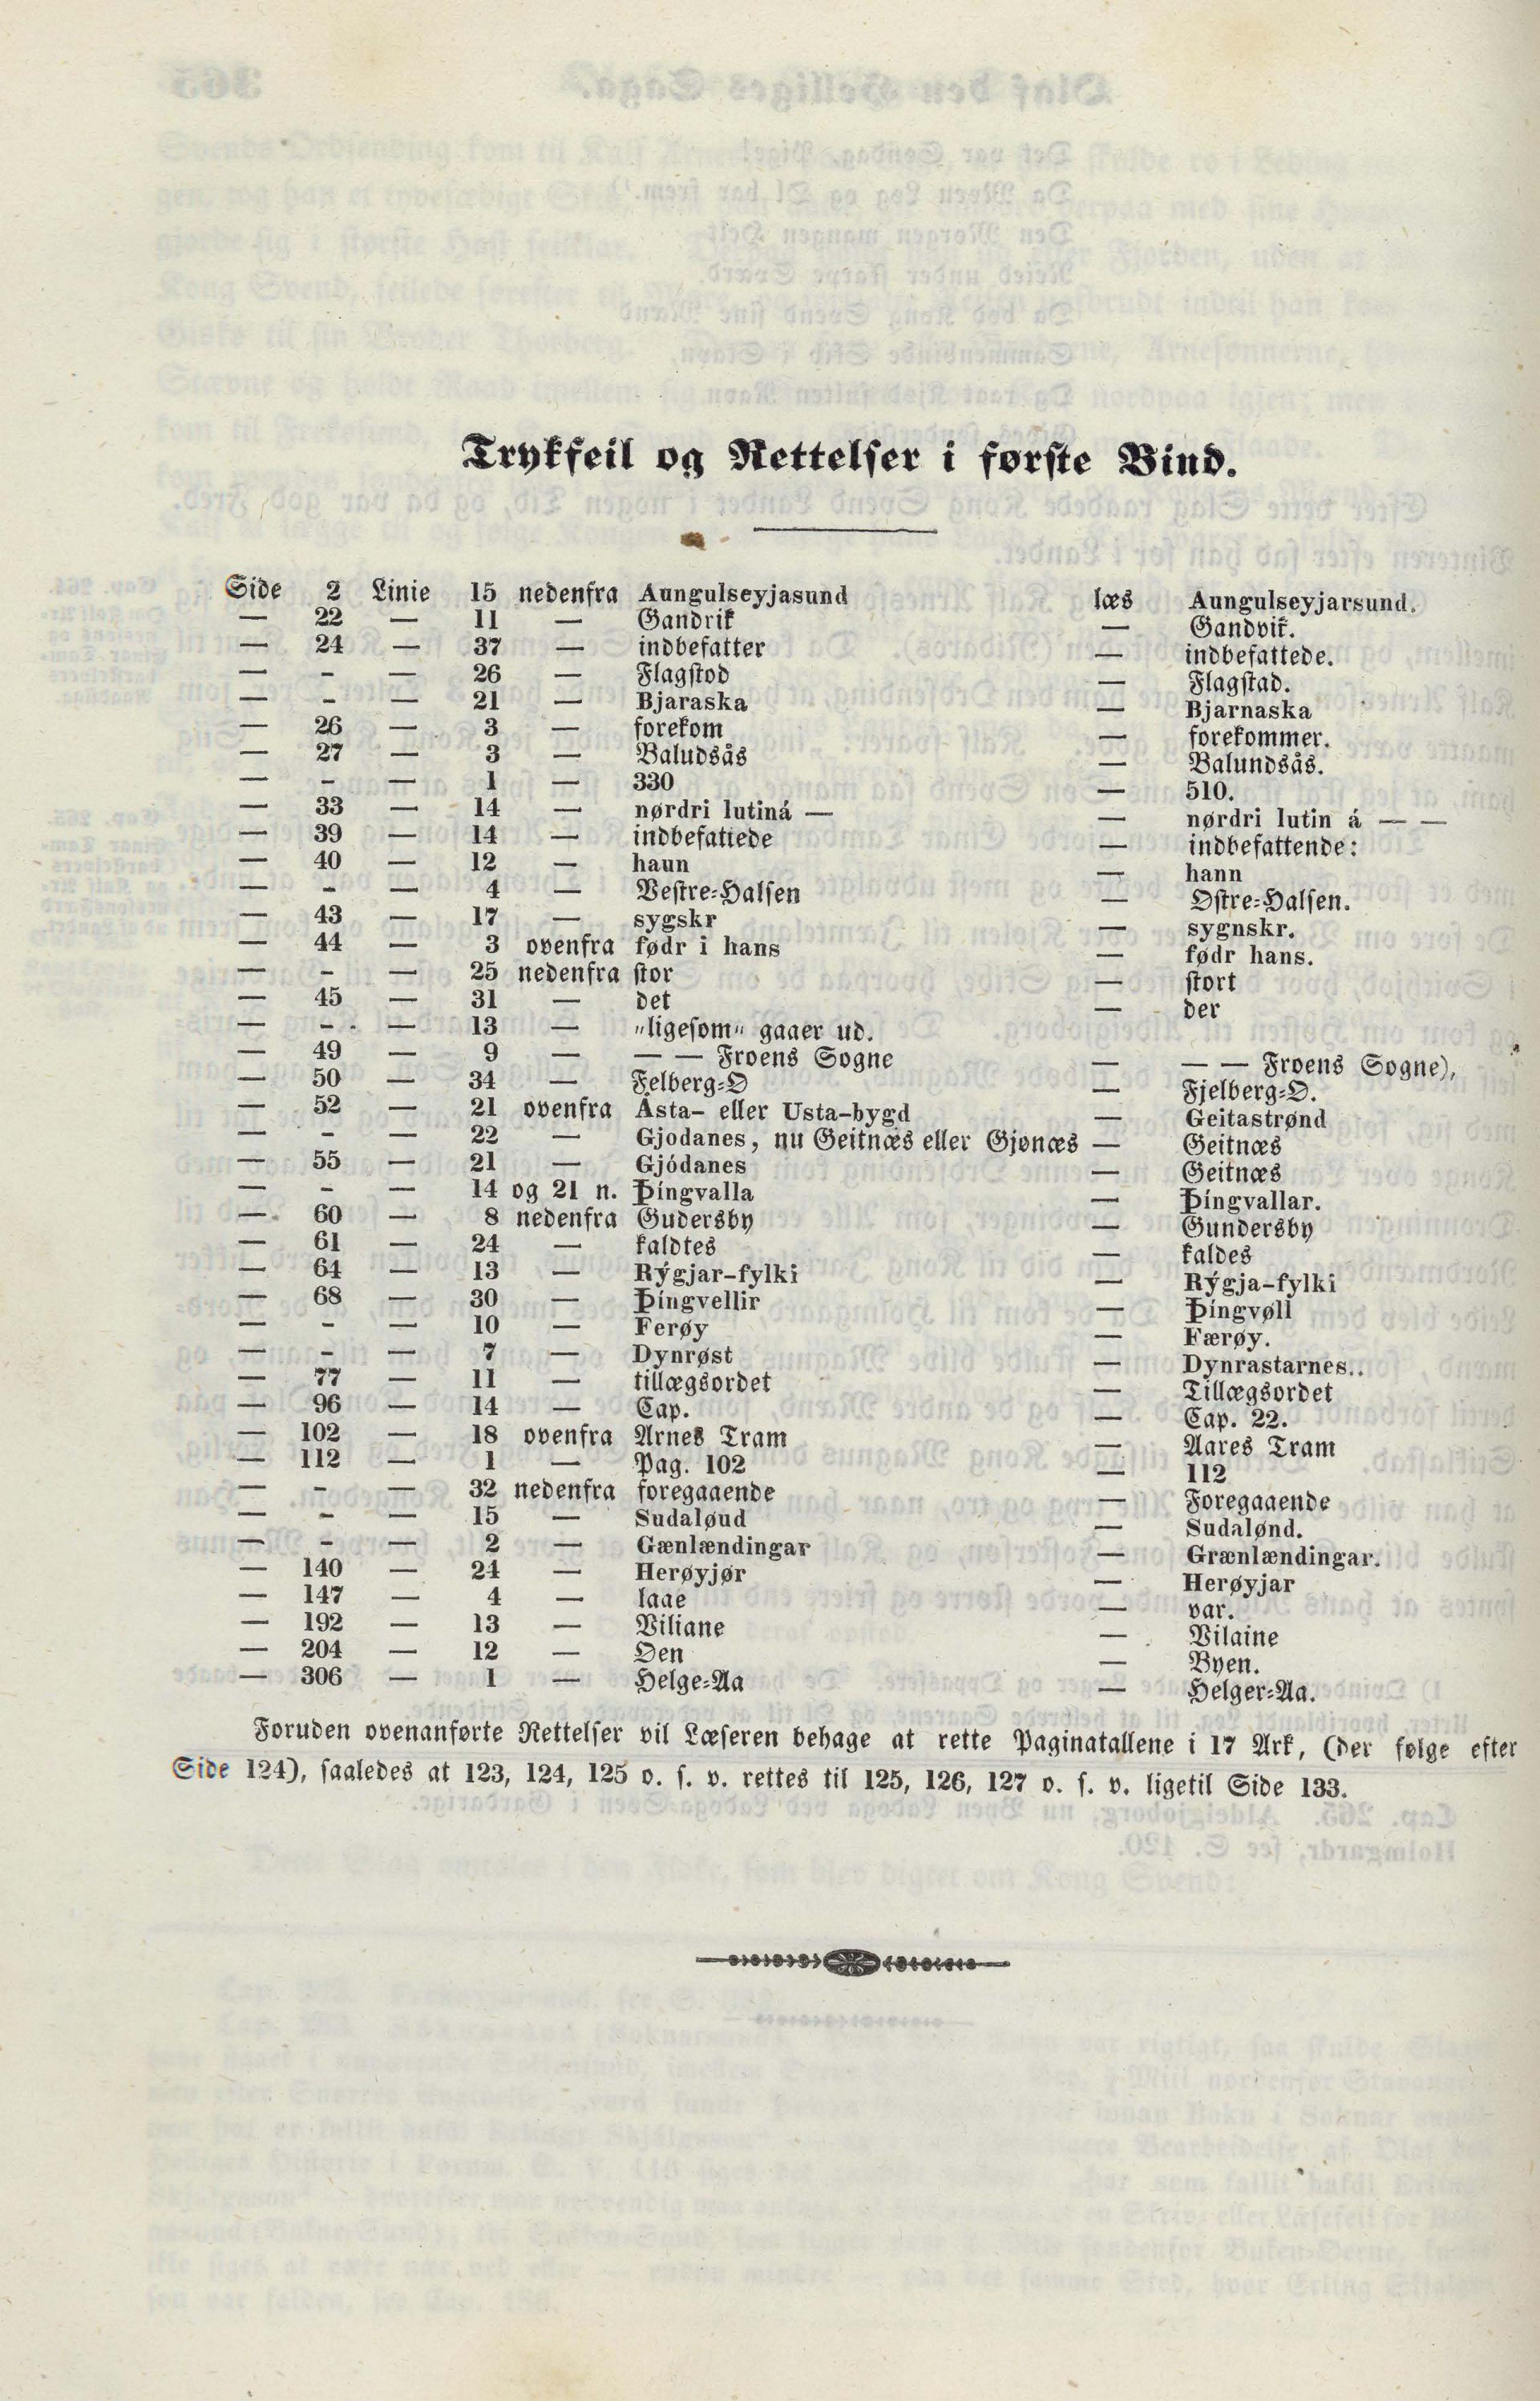 Trykfeil og Rettelser i første Bind.
Side 2 Linie 15 nedenfra Aungulseyjasund læs Aungulseyjarsund.
— 22 — 11 — Gandrik — Gandvik.
— 24 — 37 — indbefatter — indbefattede.
— - — 26 — Flagstod — Flagstad.
— - — 21 — Bjaraska — Bjarnaska
— 26 — 3 — forekom — forekommer.
— 27 — 3 — Baludsås — Balundsås.
— - — 1 — 330 — 510.
— 33 — 14 — nørdri lutiná — — nørdri lutin á — —
— 39 — 14 — indbefattede — indbefattende:
— 40 — 12 — haun — hann
— - — 4 — Vestre-Halsen — Østre-Halsen.
— 43 — 17 — sygskr — sygnskr.
— 44 — 3 ovenfra fødr i hans — fødr hans.
— - — 25 nedenfra stor — stort
— 45 — 31 — det — der
— - — 13 — „ligesom“ gaaer ud.
— 49 — 9 — — — Froens Sogne — — — Froens Sogne),
— 50 — 34 — Felberg-Ø — Fjelberg-Ø.
— 52 — 21 ovenfra Åsta- eller Usta-bygd — Geitastrønd
— - — 22 — Gjodanes, nu Geitnæs eller Gjønæs — Geitnæs
— 55 — 21 — Gjódanes — Geitnæs
— - — 14 og 21 n. Þíngvalla — Þíngvallar.
— 60 — 8 nedenfra Gudersby — Gundersby
— 61 — 24 — kaldtes — kaldes
— 64 — 13 — Rýgjar-fylki — Rýgja-fylki
— 68 — 30 — Þíngvellir — Þíngvøll
— - — 10 — Ferøy — Færøy.
— - — 7 — Dynrøst — Dynrastarnes..
— 77 — 11 — tillægsordet — Tillægsordet
— 96 — 14 — Cap. — Cap. 22.
— 102 — 18 ovenfra Arnes Tram — Aares Tram
— 112 — 1 — Pag. 102 — 112
— - — 32 nedenfra foregaaende — Foregaaende
— - — 15 — Sudaløud — Sudalønd.
— - — 2 — Gænlændingar — Grænlændingar.
— 140 — 24 — Herøyjør — Herøyjar
— 147 — 4 — laae — var.
— 192 — 13 — Viliane — Vilaine
— 204 — 12 — Øen — Byen.
— 306 — 1 — Helge-Aa — Helger-Aa.
Foruden ovenanførte Rettelser vil Læseren behage at rette Paginatallene i 17 Ark, (der følge efter
Side 124), saaledes at 123, 124, 125 o. s. v. rettes til 125, 126, 127 o. s. v. ligetil Side 133.